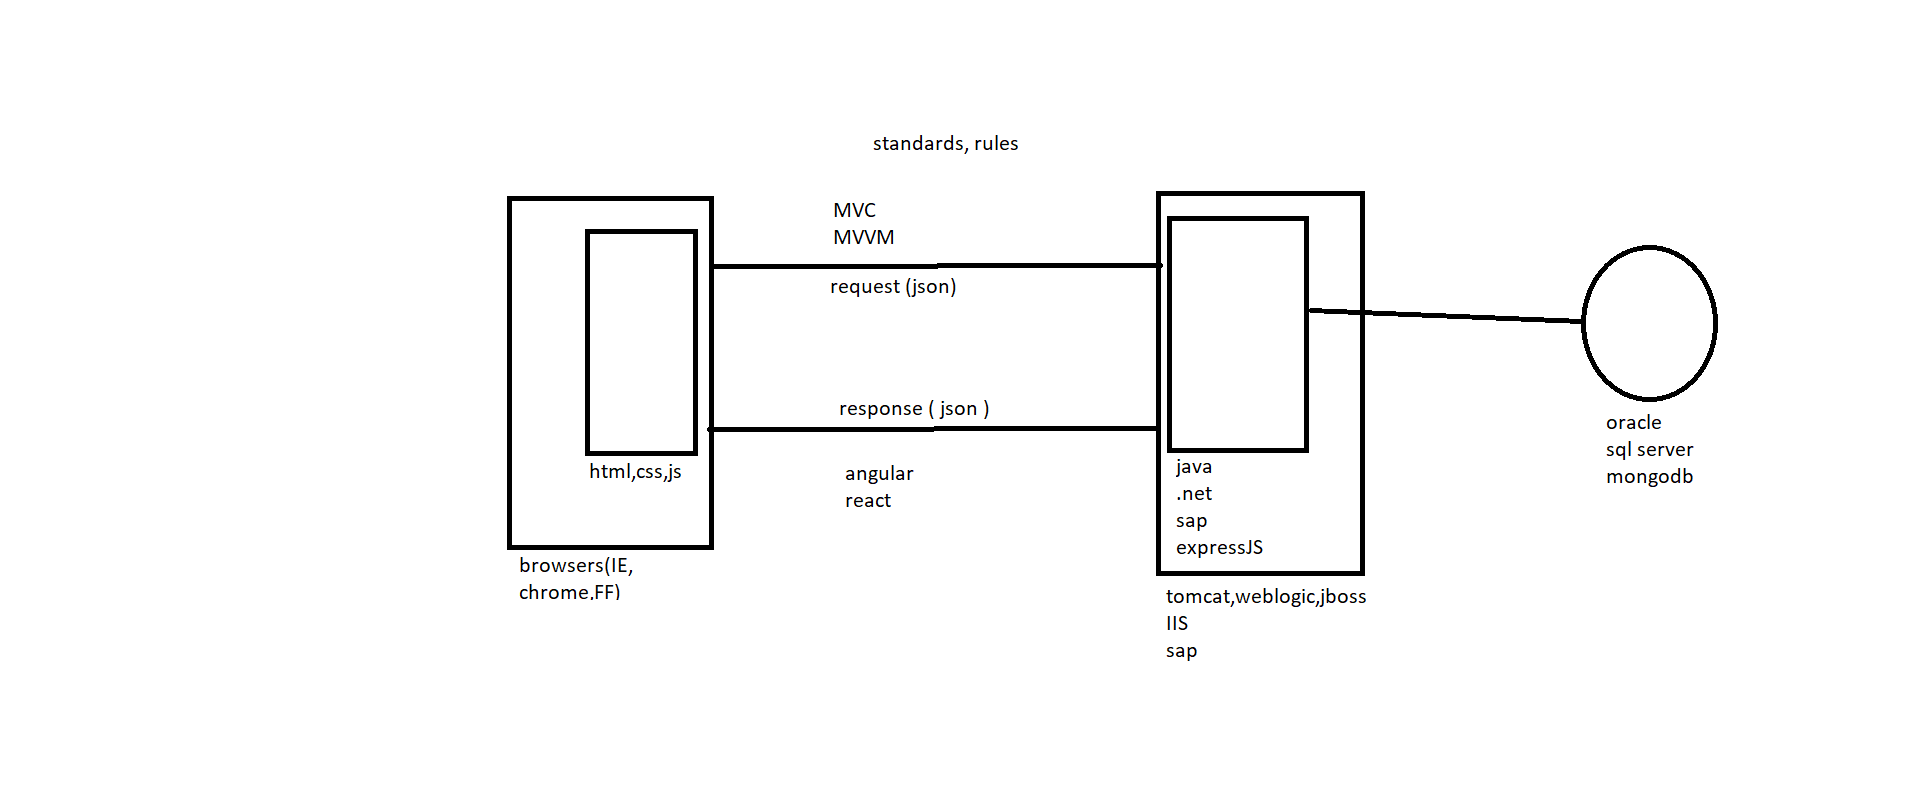 standards, rules
MVC
MVVM
request (json)
response ( json )
angular
react
html,css,js
browsers(IE,
chrome,FF)
java
.net
sap
expressJS
tomcat,weblogic,jboss
IIS
sap
oracle
sql server
mongodb